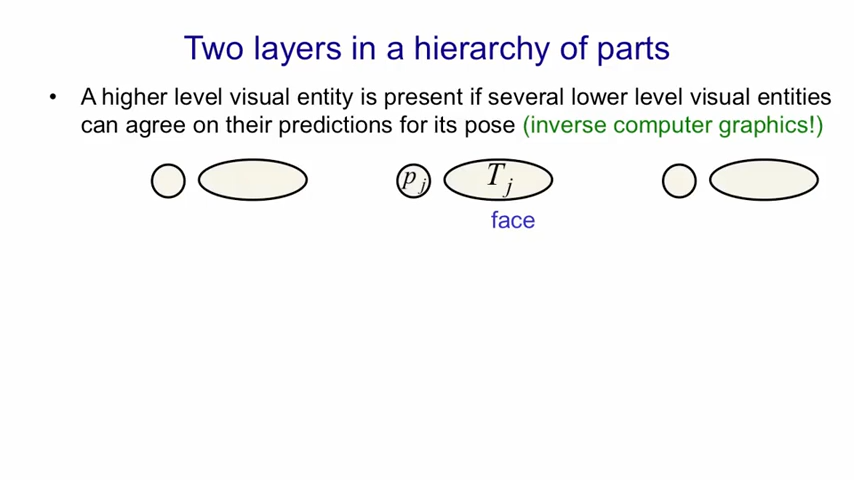 Two layers in a hierarchy of parts
• A higher level visual entity is present if several lower level visual entities
can agree on their predictions for its pose (inverse computer graphics!)
p_j T_j
face